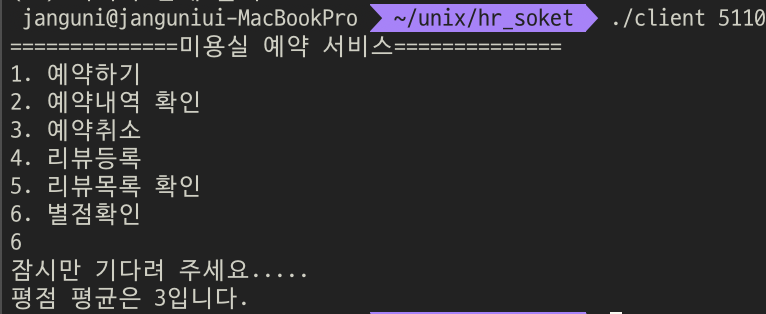 janguni@janguniui-MacBookPro ~/unix/hr_soket ./client 5110
==============미용실 예약 서비스==============
1. 예약하기
2. 예약내역 확인
3. 예약취소
4. 리뷰등록
5. 리뷰목록 확인
6. 별점확인
6
잠시만 기다려 주세요.....
평점 평균은 3입니다.